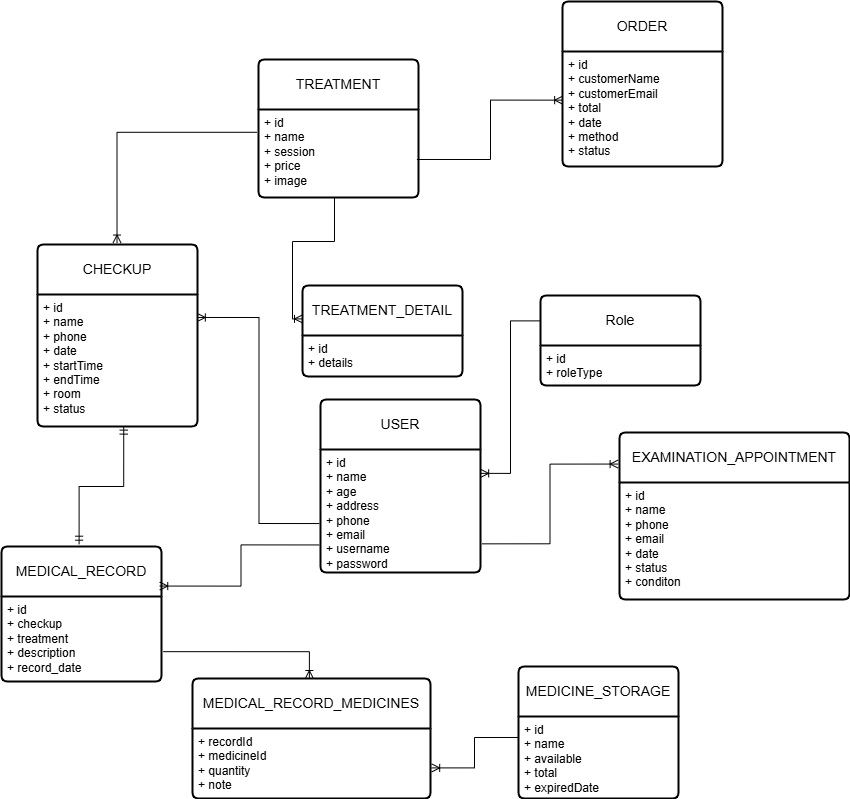 ORDER
+ id
+ customerName
+ customerEmail
+ total
+ date
+ method
+ status
TREATMENT
+ id
+ name
+ session
+ price
+ image
CHECKUP
+ id
+ name
+ phone
+ date
+ startTime
+ endTime
+ room
+ status
TREATMENT_DETAIL
+ id
+ details
Role
+ id
+ roleType
USER
+ id
+ name
+ age
+ address
+ phone
+ email
+ username
+ password
EXAMINATION_APPOINTMENT
+ id
+ name
+ phone
+ email
+ date
+ status
+ conditon
MEDICAL_RECORD
+ id
+ checkup
+ treatment
+ description
+ record_date
MEDICAL_RECORD_MEDICINES
+ recordId
+ medicineId
+ quantity
+ note
MEDICINE_STORAGE
+ id
+ name
+ available
+ total
+ expiredDate